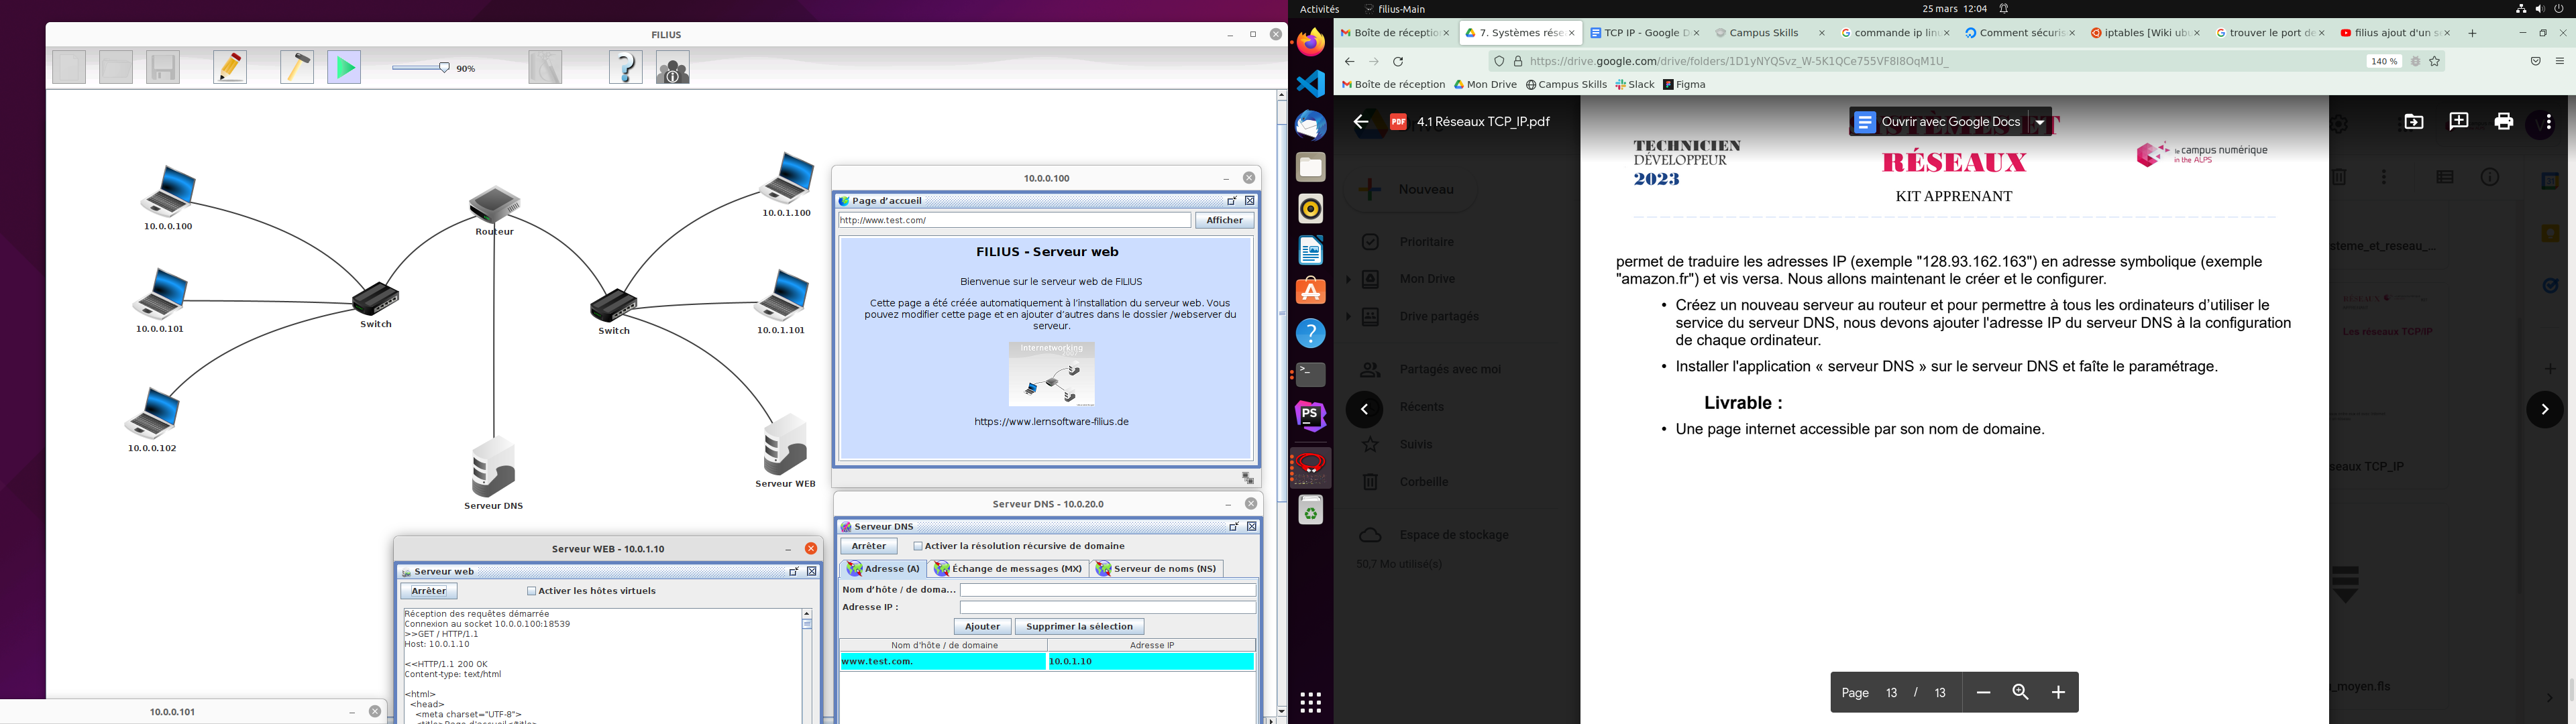 FILIUS
90%
10.0.0.100
10.0.0.101
10.0.0.102
Switch
Routeur
Switch
10.0.1.100
10.0.1.101
Serveur WEB
Serveur DNS
10.0.0.100
Page d'accueil
http://www.test.com/
Afficher
FILIUS - Serveur web
Bienvenue sur le serveur web de FILIUS
Cette page a été créée automatiquement à l'installation du serveur web. Vous
pouvez modifier cette page et en ajouter d'autres dans le dossier /webserver du
serveur.
Internetworking
https://www.lernsoftware-filius.de
Serveur DNS - 10.0.20.0
Serveur DNS
Arrêter
Activer la résolution récursive de domaine
Adresse (A)
Échange de messages (MX)
Serveur de noms (NS)
Nom d'hôte / de doma...
Adresse IP :
Ajouter
Supprimer la sélection
Nom d'hôte / de domaine
Adresse IP
www.test.com.
10.0.1.10
Serveur WEB - 10.0.1.10
Serveur web
Arrêter
Activer les hôtes virtuels
Réception des requêtes démarrée
Connexion au socket 10.0.0.100:18539
>>GET / HTTP/1.1
Host: 10.0.1.10
<<HTTP/1.1 200 OK
Content-type: text/html
<html>
<head>
<meta charset="UTF-8">
10.0.0.101
Activités
filius-Main
25 mars 12:04
Boîte de réceptio
7. Systèmes rése
TCP IP - Google D
Campus Skills
commande ip linu
Comment sécuris
iptables [Wiki ubu
trouver le port de
filius ajout d'un se
https://drive.google.com/drive/folders/1D1yNYQSvz_W-5K1QCe755VF8I8OqM1U_
140 %
Boîte de réception
Mon Drive
Campus Skills
Slack
Figma
PDF
4.1 Réseaux TCP_IP.pdf
Ouvrir avec Google Docs
Nouveau
Prioritaire
Mon Drive
Drive partagés
Partagés avec moi
Récents
Suivis
Corbeille
Espace de stockage
50,7 Mo utilisé(s)
TECHNICIEN
DÉVELOPPEUR
2023
RÉSEAUX
KIT APPRENANT
le campus numérique
in the ALPS
permet de traduire les adresses IP (exemple "128.93.162.163") en adresse symbolique (exemple
"amazon.fr") et vis versa. Nous allons maintenant le créer et le configurer.
• Créez un nouveau serveur au routeur et pour permettre à tous les ordinateurs d'utiliser le
service du serveur DNS, nous devons ajouter l'adresse IP du serveur DNS à la configuration
de chaque ordinateur.
• Installer l'application « serveur DNS » sur le serveur DNS et faîte le paramétrage.
Livrable :
• Une page internet accessible par son nom de domaine.
Page 13 / 13
steme_et_reseau_...
Les réseaux TCP/IP
seaux TCP_IP
_moyen.fls
PS